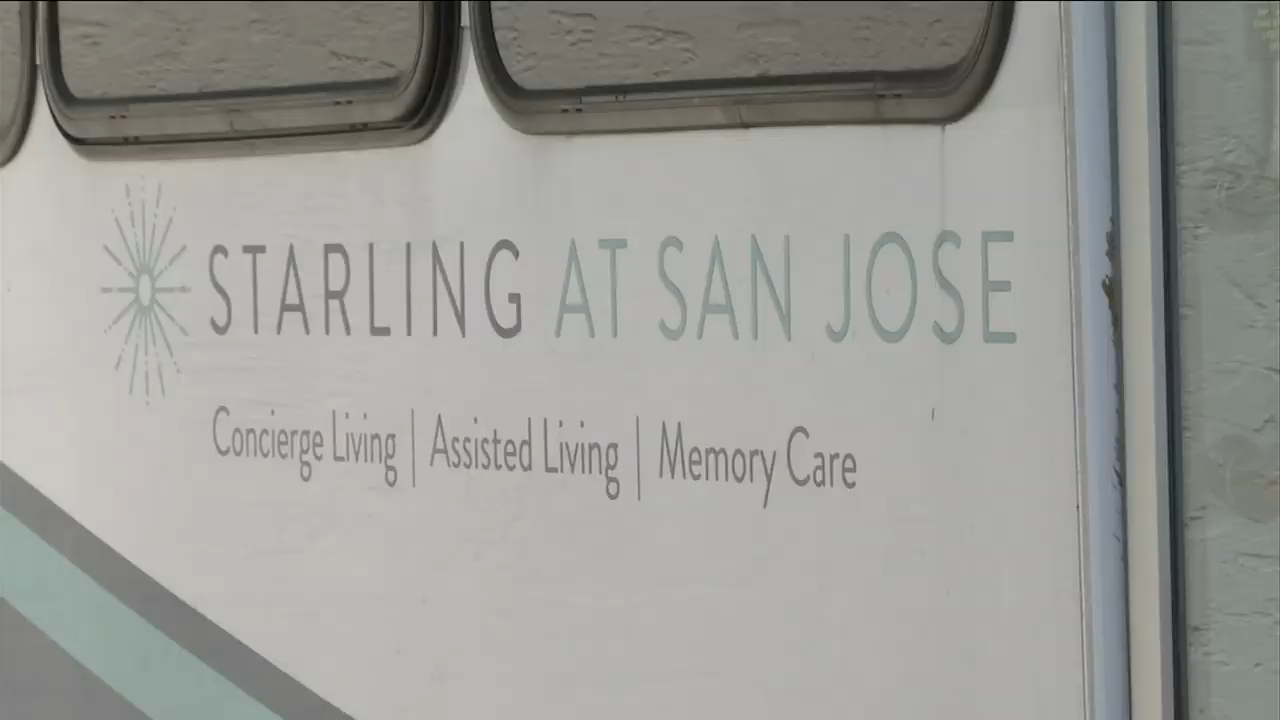 STARLING AT SAN JOSE
Concierge Living | Assisted Living | Memory Care